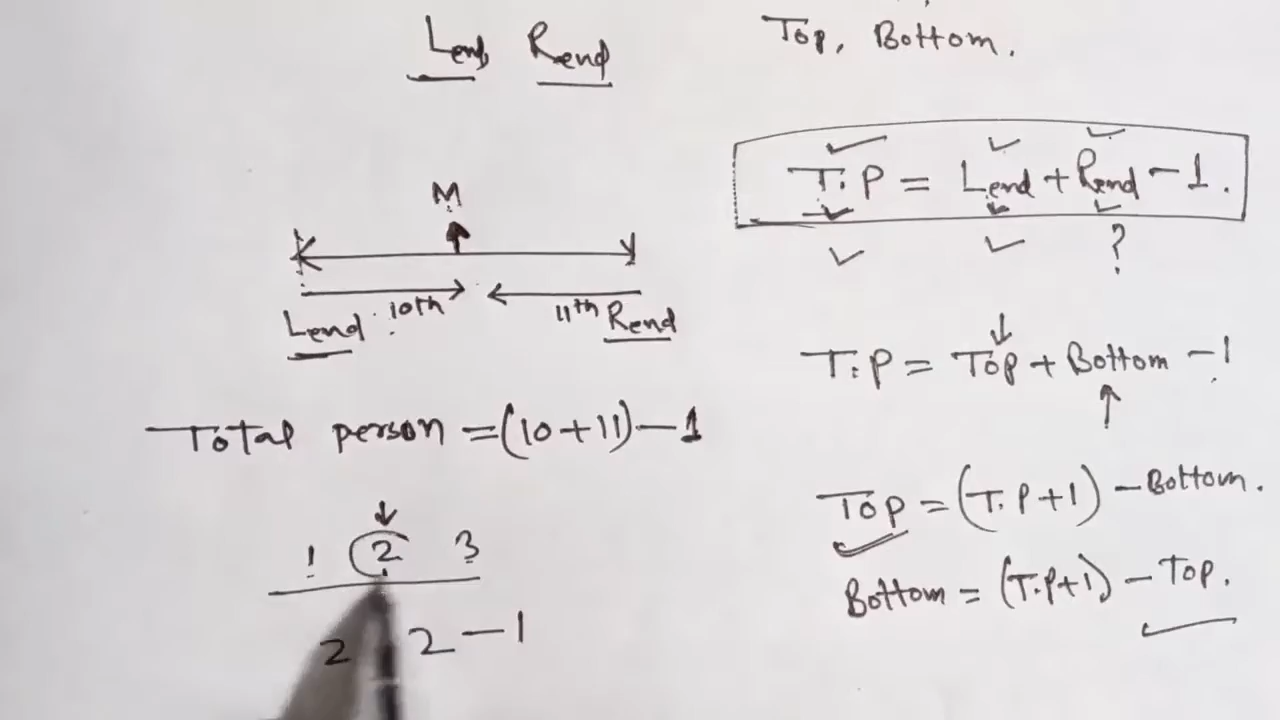 Lend, Rend
M
10th 11th
Lend Rend
Total person = (10+11) - 1
1 2 3
2 2 - 1
Top, Bottom.
T.P = Lend + Rend - 1.
?
T.P = Top + Bottom - 1
Top = (T.P+1) - Bottom.
Bottom = (T.P+1) - Top.